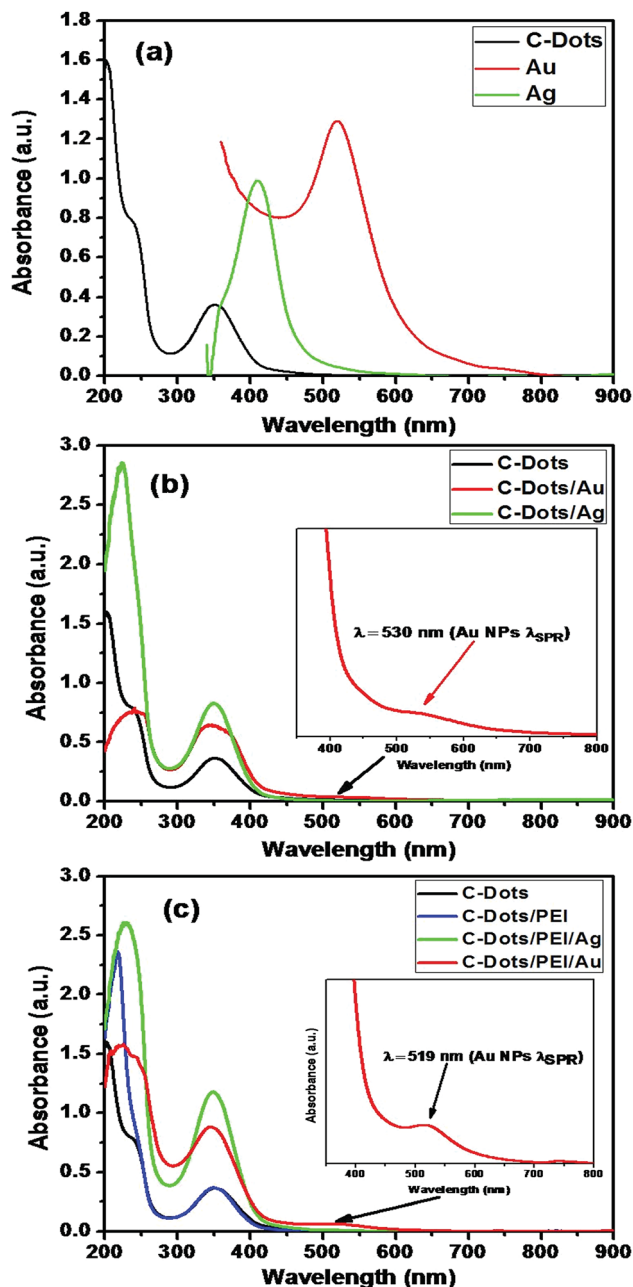 (a)
C-Dots
Au
Ag
1.8
1.6
1.4
1.2
1.0
0.8
0.6
0.4
0.2
0.0
Absorbance (a.u.)
200 300 400 500 600 700 800 900
Wavelength (nm)
(b)
C-Dots
C-Dots/Au
C-Dots/Ag
3.0
2.5
2.0
1.5
1.0
0.5
0.0
Absorbance (a.u.)
λ = 530 nm (Au NPs λSPR)
400 500 600 700 800
Wavelength (nm)
200 300 400 500 600 700 800 900
Wavelength (nm)
(c)
C-Dots
C-Dots/PEI
C-Dots/PEI/Ag
C-Dots/PEI/Au
3.0
2.5
2.0
1.5
1.0
0.5
0.0
Absorbance (a.u.)
Absorbance (a.u.)
λ=519 nm (Au NPs λSPR)
400 500 600 700 800
Wavelength (nm)
200 300 400 500 600 700 800 900
Wavelength (nm)